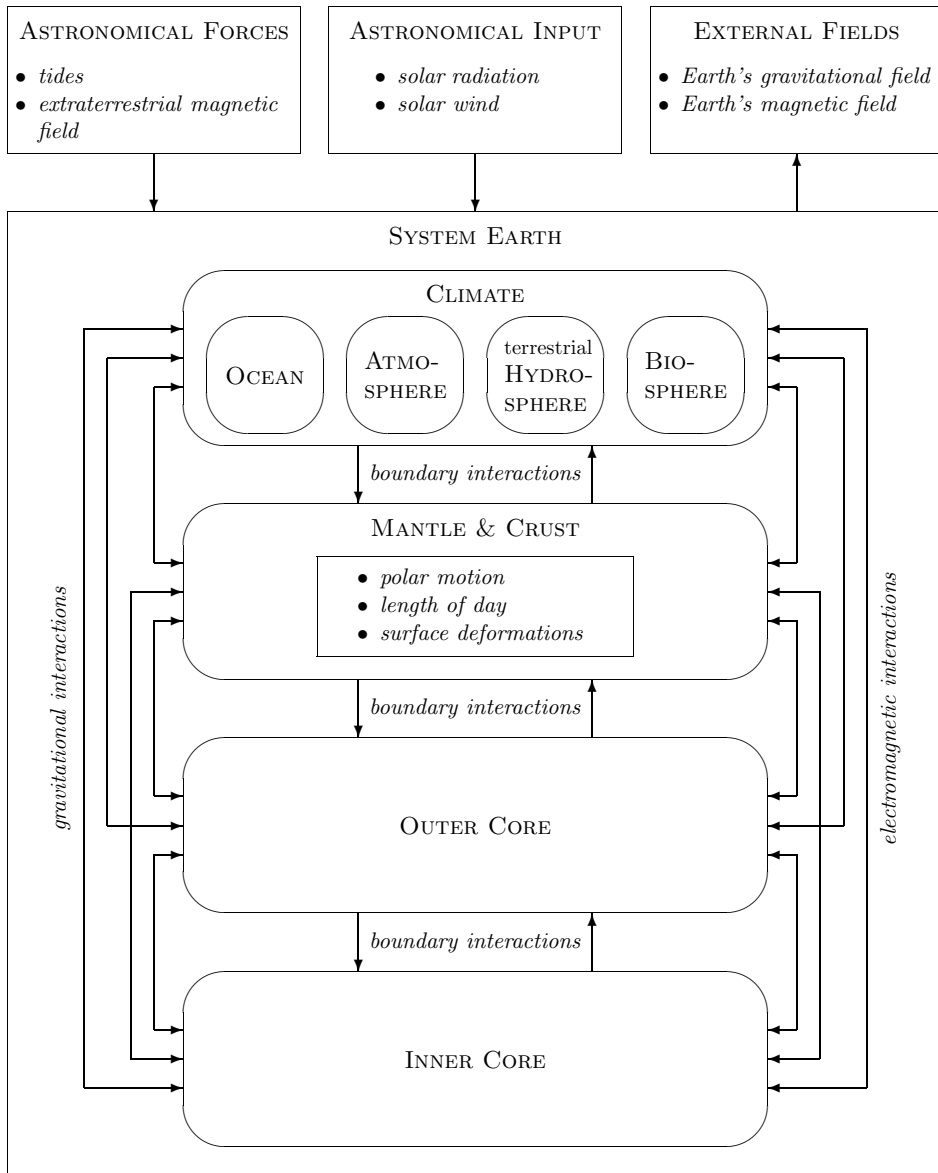 ASTRONOMICAL FORCES
• tides
• extraterrestrial magnetic
field
ASTRONOMICAL INPUT
• solar radiation
• solar wind
EXTERNAL FIELDS
• Earth's gravitational field
• Earth's magnetic field
SYSTEM EARTH
CLIMATE
OCEAN
ATMO-
SPHERE
terrestrial
HYDRO-
SPHERE
BIO-
SPHERE
boundary interactions
MANTLE & CRUST
• polar motion
• length of day
• surface deformations
boundary interactions
OUTER CORE
boundary interactions
INNER CORE
gravitational interactions
electromagnetic interactions